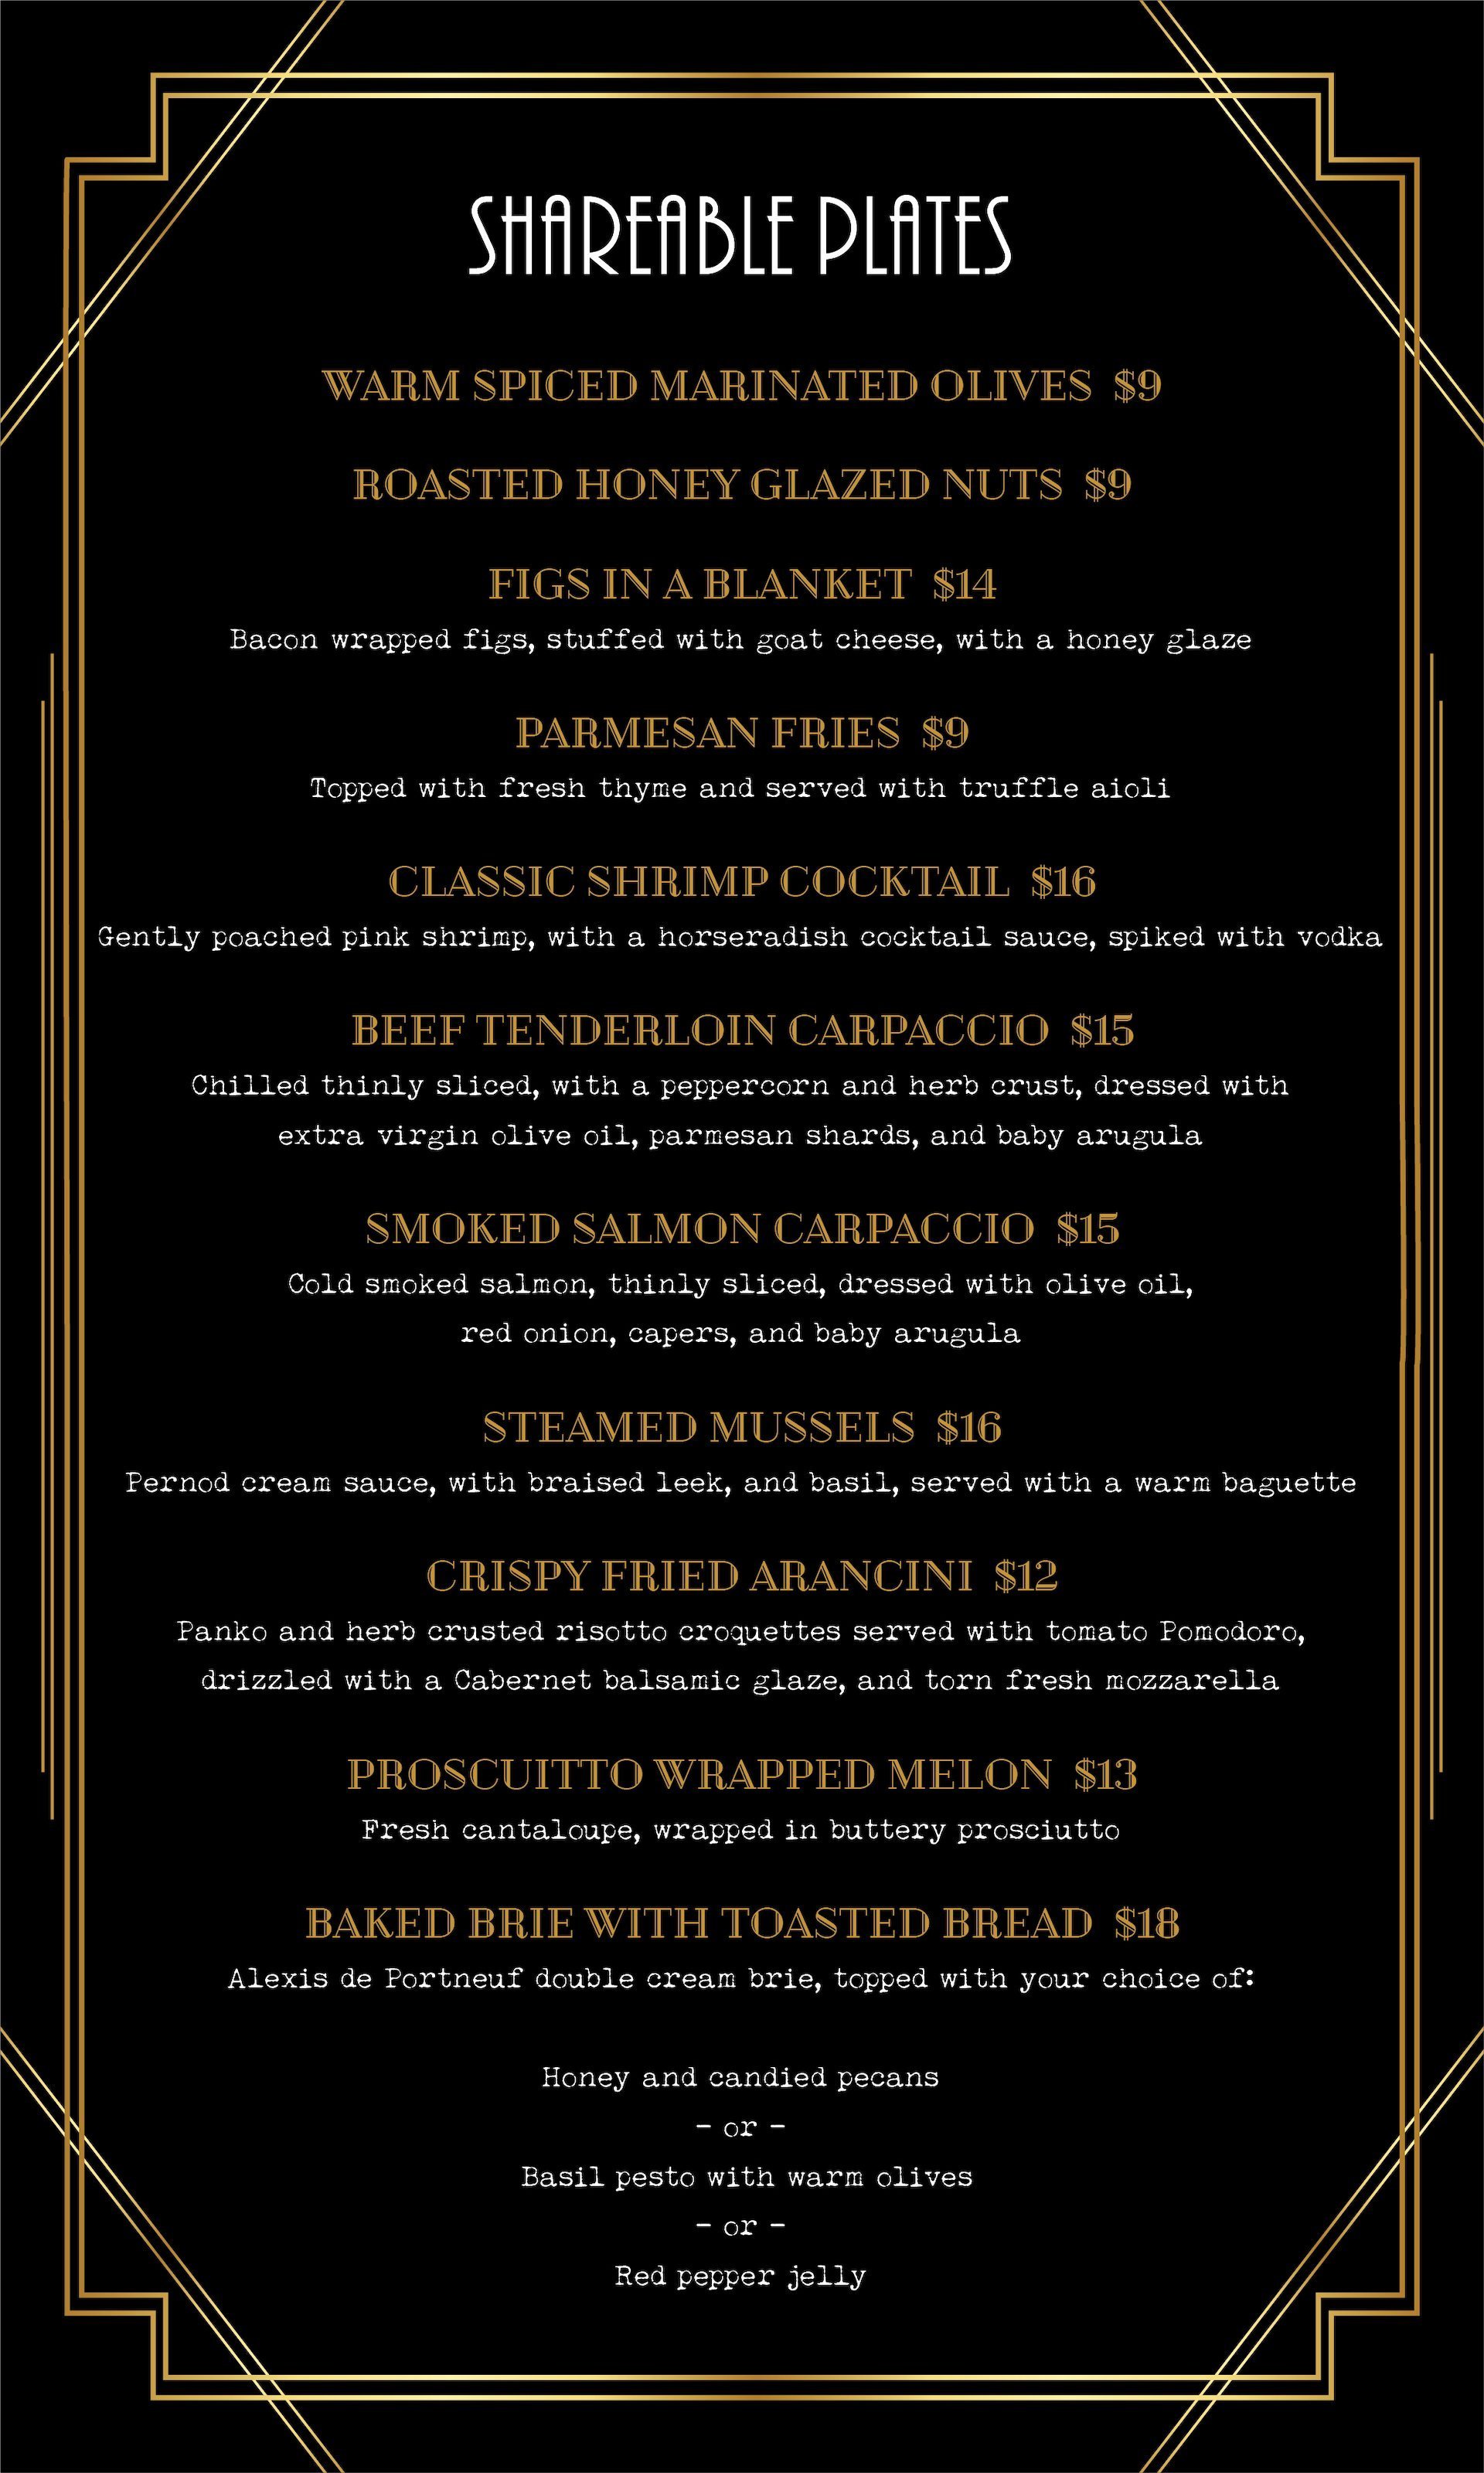 SHAREABLE PLATES
WARM SPICED MARINATED OLIVES $9
ROASTED HONEY GLAZED NUTS $9
FIGS IN A BLANKET $14
Bacon wrapped figs, stuffed with goat cheese, with a honey glaze
PARMESAN FRIES $9
Topped with fresh thyme and served with truffle aioli
CLASSIC SHRIMP COCKTAIL $16
Gently poached pink shrimp, with a horseradish cocktail sauce, spiked with vodka
BEEF TENDERLOIN CARPACCIO $15
Chilled thinly sliced, with a peppercorn and herb crust, dressed with
extra virgin olive oil, parmesan shards, and baby arugula
SMOKED SALMON CARPACCIO $15
Cold smoked salmon, thinly sliced, dressed with olive oil,
red onion, capers, and baby arugula
STEAMED MUSSELS $16
Pernod cream sauce, with braised leek, and basil, served with a warm baguette
CRISPY FRIED ARANCINI $12
Panko and herb crusted risotto croquettes served with tomato Pomodoro,
drizzled with a Cabernet balsamic glaze, and torn fresh mozzarella
PROSCUITTO WRAPPED MELON $13
Fresh cantaloupe, wrapped in buttery prosciutto
BAKED BRIE WITH TOASTED BREAD $18
Alexis de Portneuf double cream brie, topped with your choice of:
Honey and candied pecans
- or -
Basil pesto with warm olives
- or -
Red pepper jelly